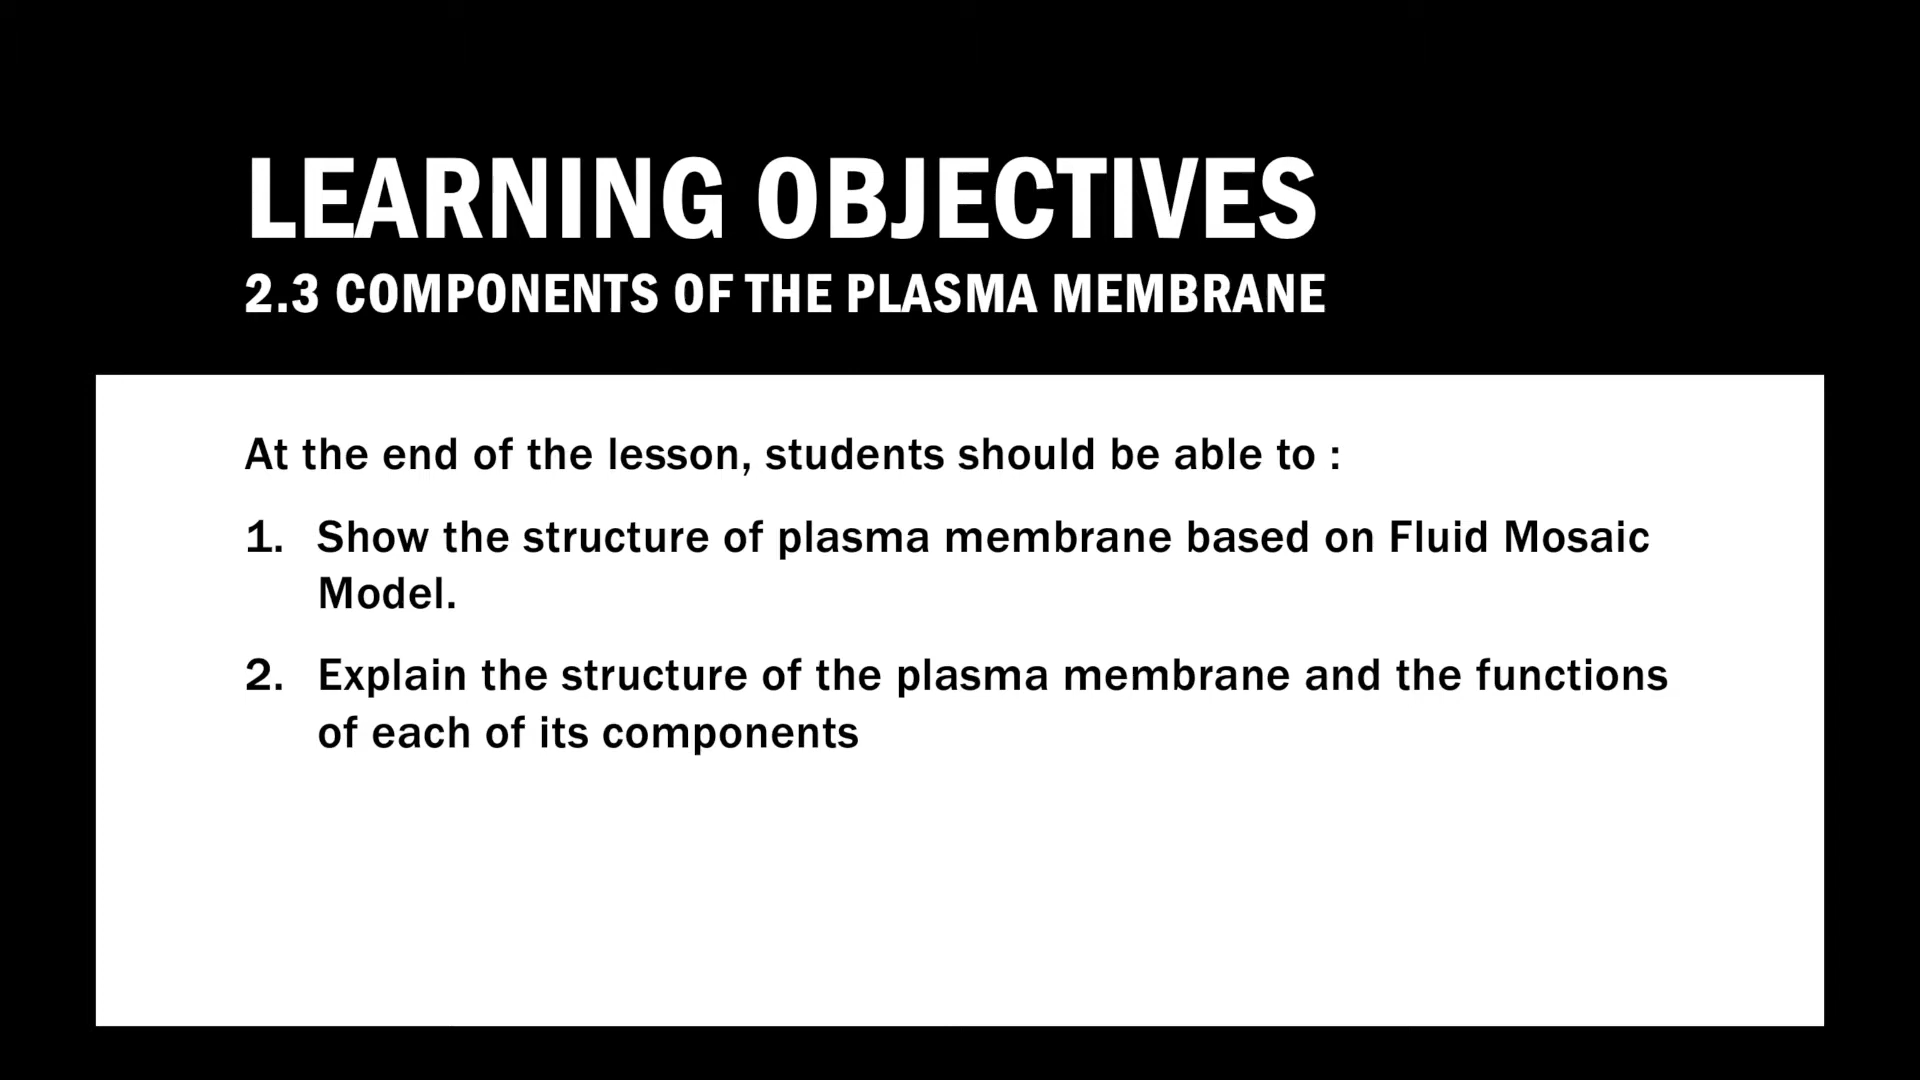 LEARNING OBJECTIVES
2.3 COMPONENTS OF THE PLASMA MEMBRANE
At the end of the lesson, students should be able to :
1. Show the structure of plasma membrane based on Fluid Mosaic
Model.
2. Explain the structure of the plasma membrane and the functions
of each of its components